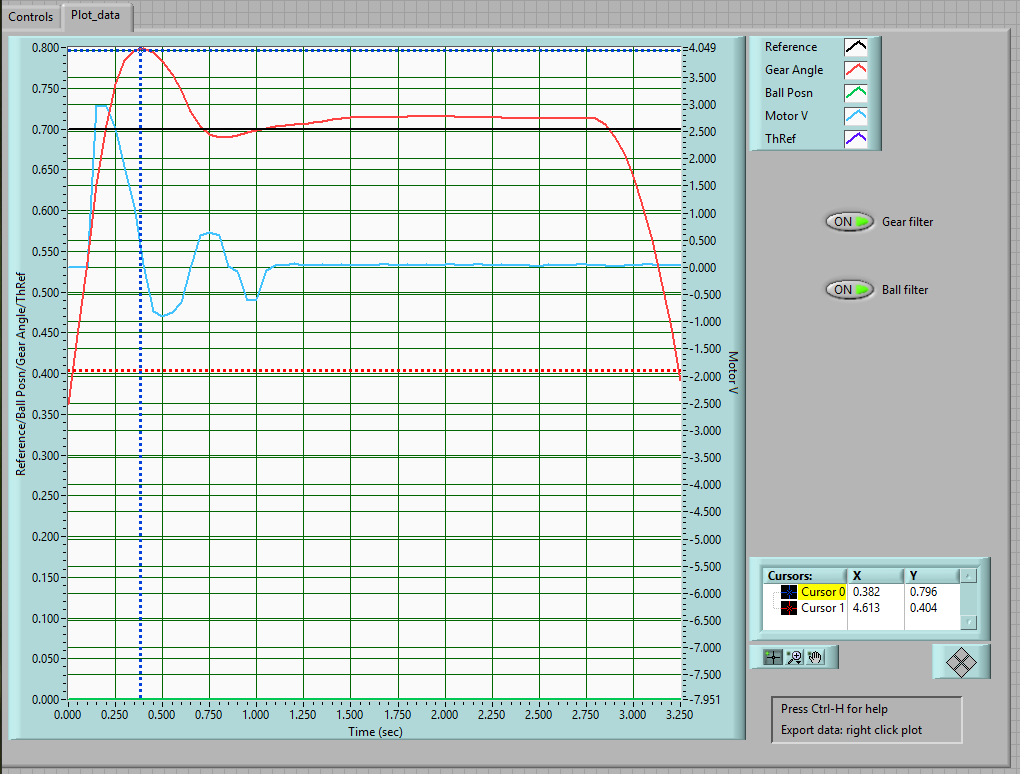 Controls
Plot_data
Reference/Ball Posn/Gear Angle/ThRef
0.800
0.750
0.700
0.650
0.600
0.550
0.500
0.450
0.400
0.350
0.300
0.250
0.200
0.150
0.100
0.050
0.000
0.000 0.250 0.500 0.750 1.000 1.250 1.500 1.750 2.000 2.250 2.500 2.750 3.000 3.250
Time (sec)
4.049
3.500
3.000
2.500
2.000
1.500
1.000
0.500
0.000
-0.500
-1.000
-1.500
-2.000
-2.500
-3.000
-3.500
-4.000
-4.500
-5.000
-5.500
-6.000
-6.500
-7.000
-7.500
-7.951
Motor V
Reference
Gear Angle
Ball Posn
Motor V
ThRef
ON Gear filter
ON Ball filter
Cursors: X Y
Cursor 0 0.382 0.796
Cursor 1 4.613 0.404
Press Ctrl-H for help
Export data: right click plot